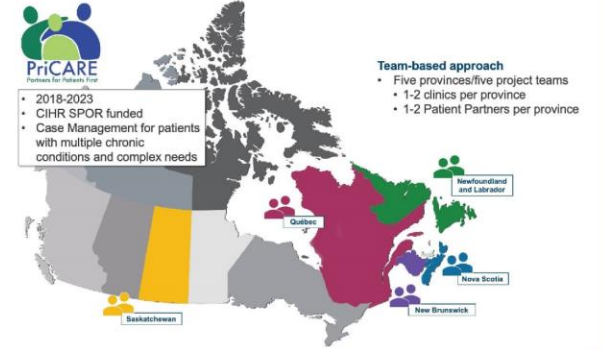 PriCARE
Partners for Patients First
• 2018-2023
• CIHR SPOR funded
• Case Management for patients
with multiple chronic
conditions and complex needs
Team-based approach
• Five provinces/five project teams
• 1-2 clinics per province
• 1-2 Patient Partners per province
Newfoundland
and Labrador
Québec
Nova Scotia
New Brunswick
Saskatchewan